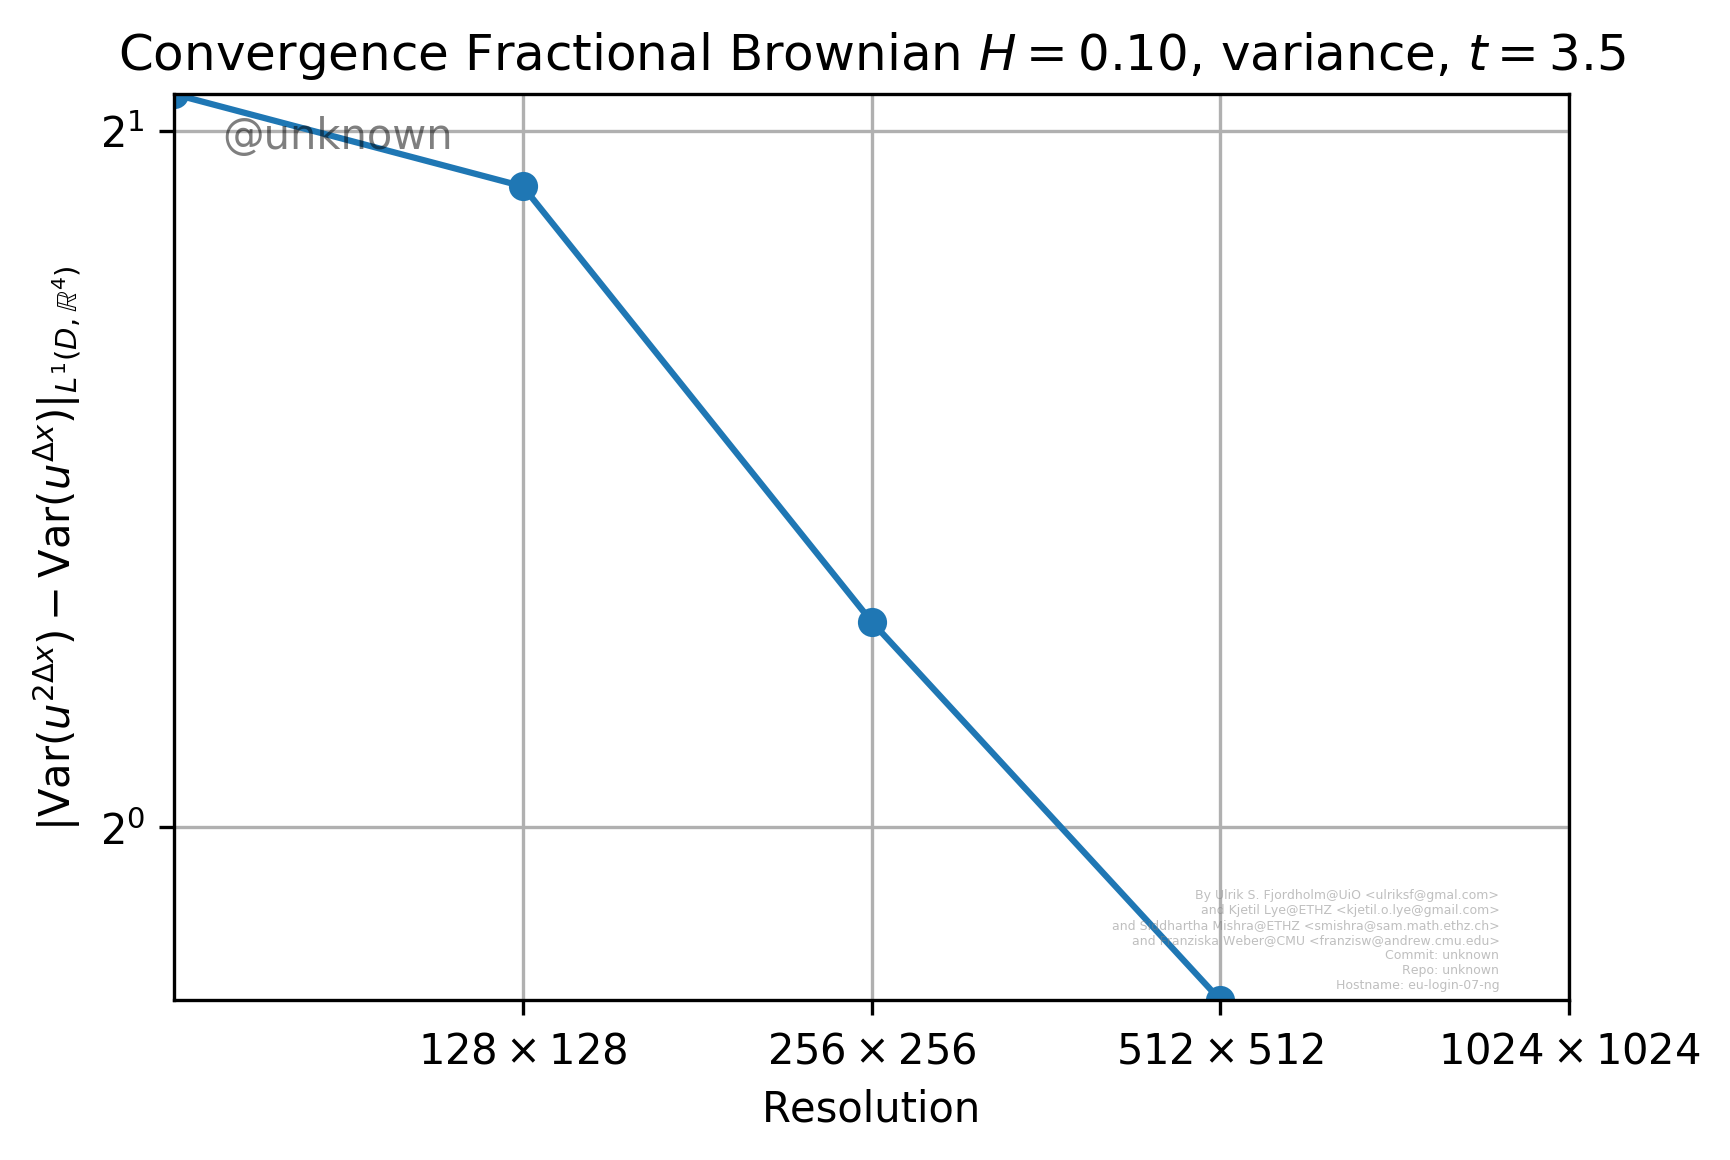 Convergence Fractional Brownian H = 0.10, variance, t = 3.5
2¹
@unknown
|Var(u^{2Δx}) − Var(u^{Δx})|_{L¹(D,ℝ⁴)}
2⁰
By Ulrik S. Fjordholm@UiO <ulriksf@gmal.com>
and Kjetil Lye@ETHZ <kjetil.o.lye@gmail.com>
and Siddhartha Mishra@ETHZ <smishra@sam.math.ethz.ch>
and Franziska Weber@CMU <franzisw@andrew.cmu.edu>
Commit: unknown
Repo: unknown
Hostname: eu-login-07-ng
128 × 128
256 × 256
512 × 512
1024 × 1024
Resolution